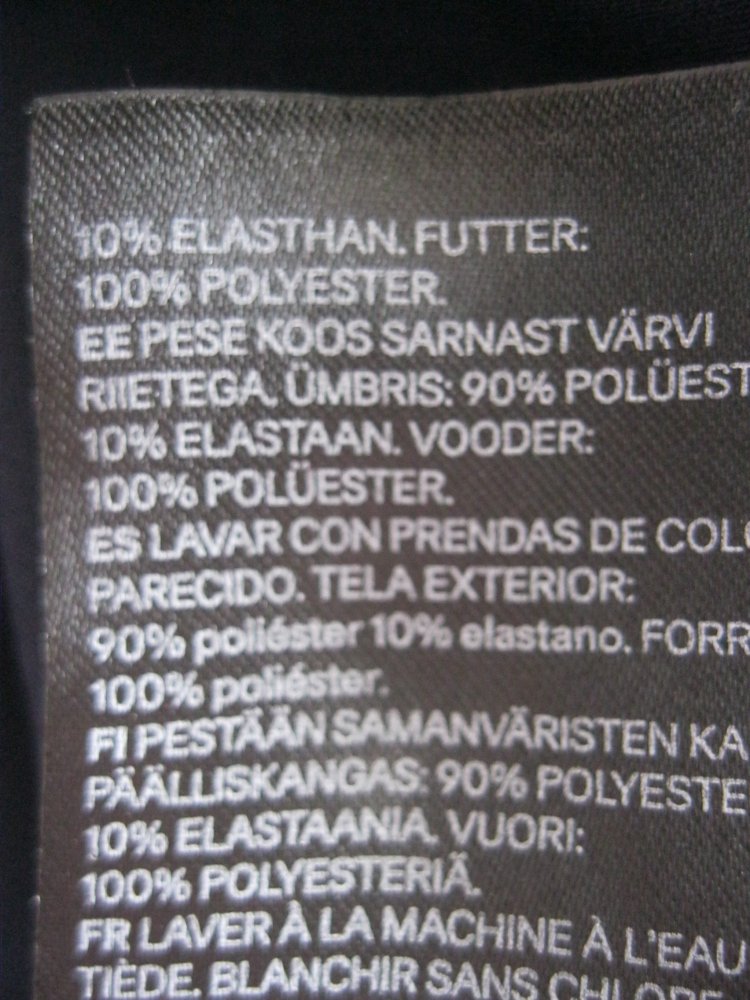 10% ELASTHAN. FUTTER:
100% POLYESTER.
EE PESE KOOS SARNAST VÄRVI
RIIETEGA. ÜMBRIS: 90% POLÜEST
10% ELASTAAN. VOODER:
100% POLÜESTER.
ES LAVAR CON PRENDAS DE COLO
PARECIDO. TELA EXTERIOR:
90% poliéster 10% elastano. FORR
100% poliéster.
FI PESTÄÄN SAMANVÄRISTEN KA
PÄÄLLISKANGAS: 90% POLYESTE
10% ELASTAANIA. VUORI:
100% POLYESTERIÄ.
FR LAVER À LA MACHINE À L'EAU
TIÈDE. BLANCHIR SANS CHLORE